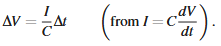 ΔV = I/C Δt (from I = C dV/dt).